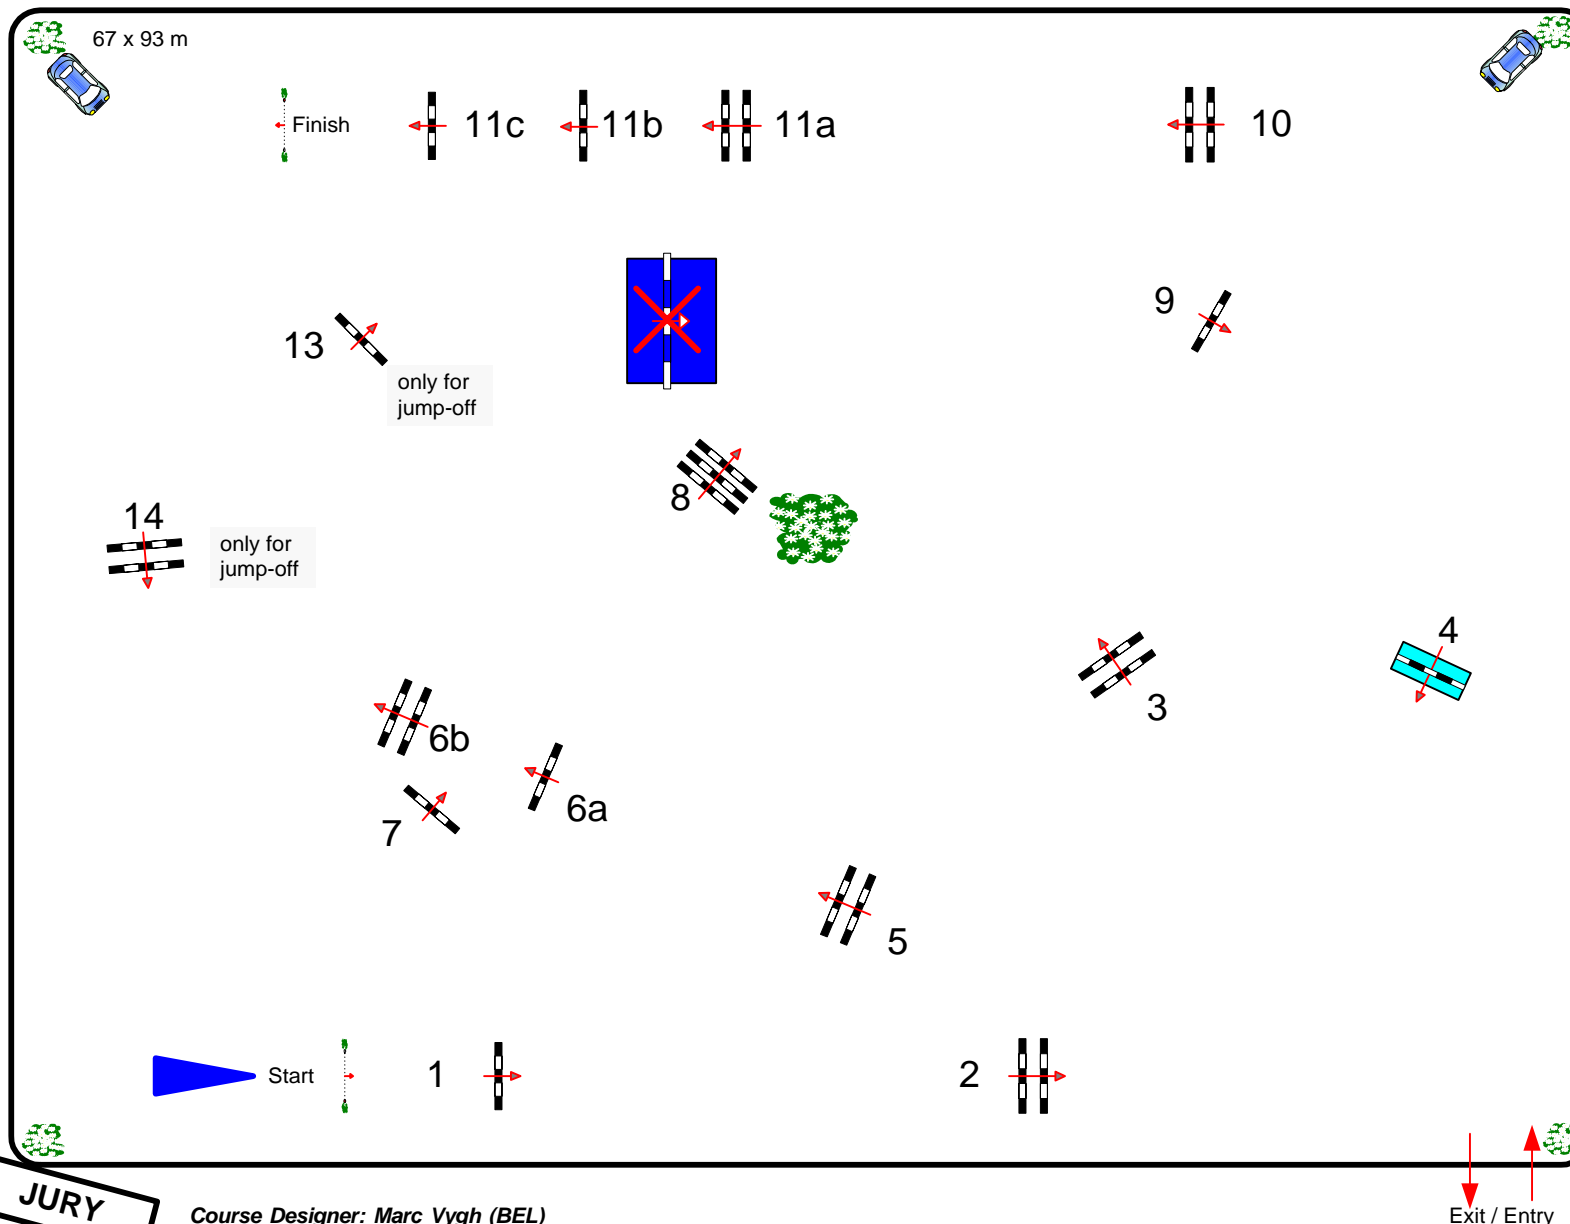 67 x 93 m
Finish
11c
11b
11a
10
9
13
only for
jump-off
8
14
only for
jump-off
4
3
6b
6a
7
5
Start
1
2
JURY
Course Designer: Marc Vygh (BEL)
Exit / Entry